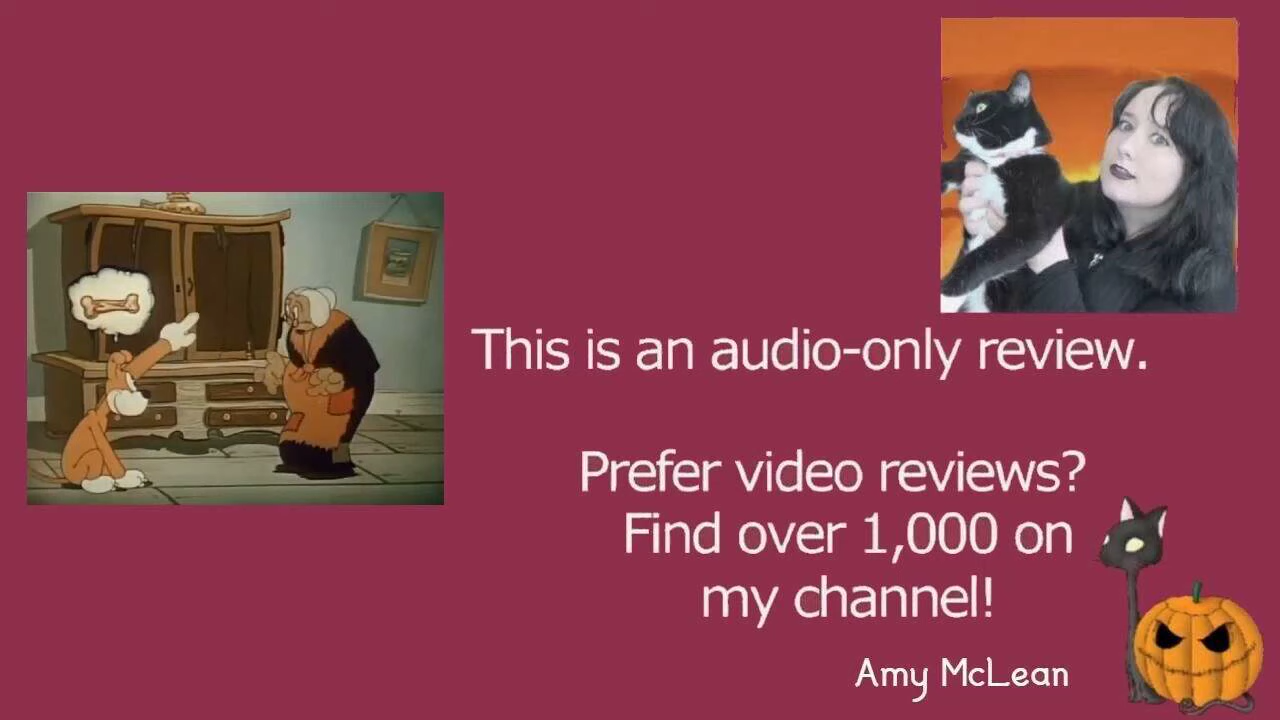 This is an audio-only review.
Prefer video reviews?
Find over 1,000 on
my channel!
Amy McLean